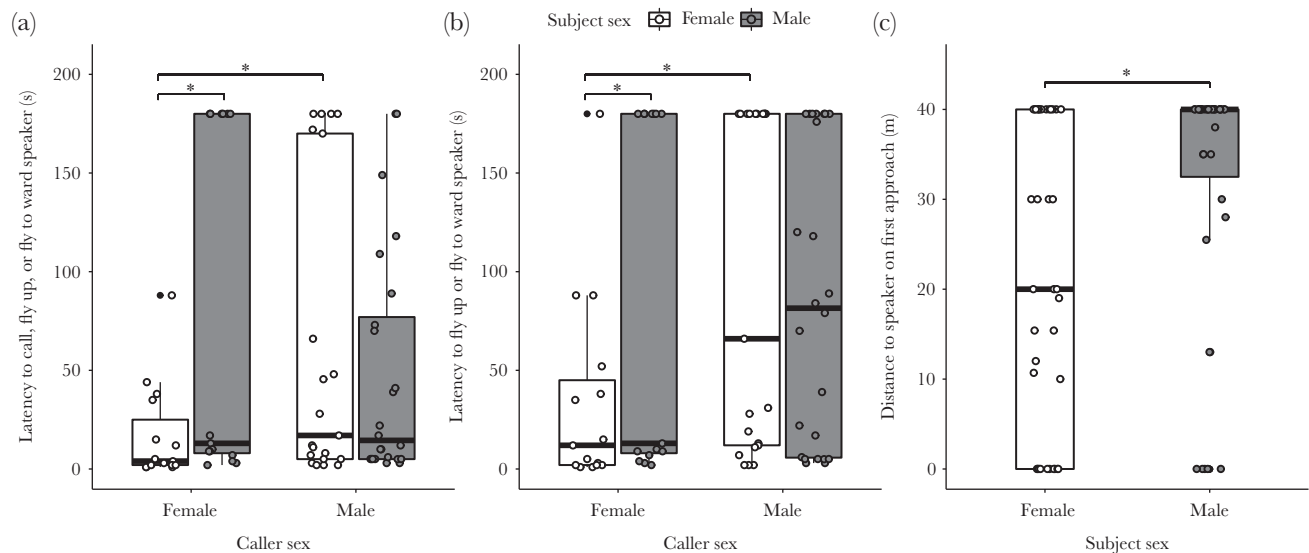 Subject sex Female Male
(a)
Latency to call, fly up, or fly to ward speaker (s)
200
150
100
50
0
*
*
Female
Male
Caller sex
(b)
Latency to fly up or fly to ward speaker (s)
200
150
100
50
0
*
*
Female
Male
Caller sex
(c)
Distance to speaker on first approach (m)
40
30
20
10
0
*
Female
Male
Subject sex